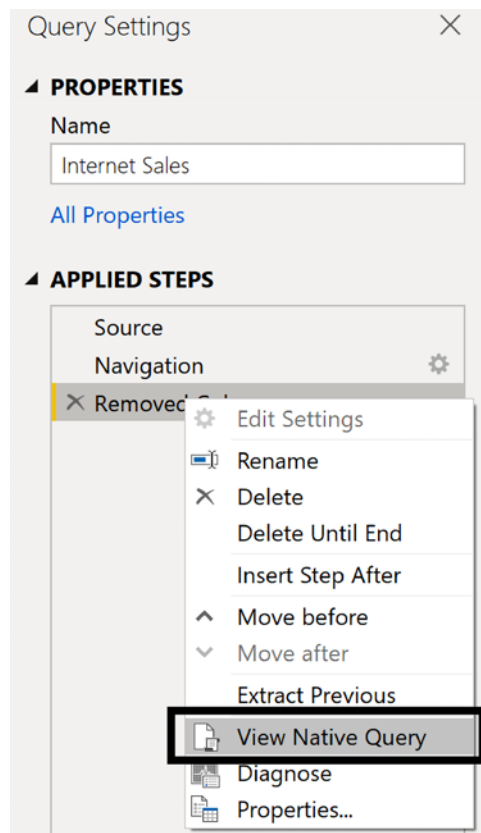 Query Settings
PROPERTIES
Name
Internet Sales
All Properties
APPLIED STEPS
Source
Navigation
Removed
Edit Settings
Rename
Delete
Delete Until End
Insert Step After
Move before
Move after
Extract Previous
View Native Query
Diagnose
Properties...